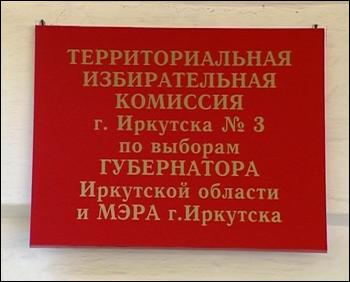 ТЕРРИТОРИАЛЬНАЯ
ИЗБИРАТЕЛЬНАЯ
КОМИССИЯ
г. Иркутска № 3
по выборам
ГУБЕРНАТОРА
Иркутской области
и МЭРА г.Иркутска